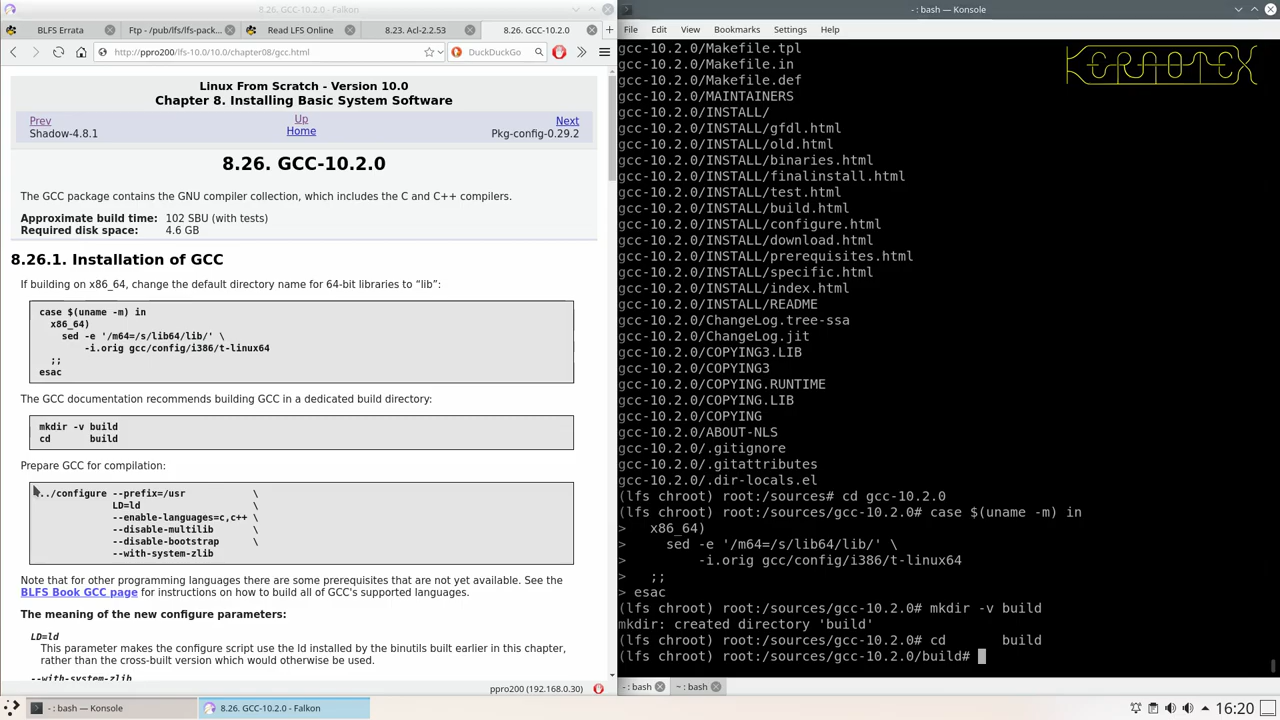 8.26. GCC-10.2.0 - Falkon
BLFS Errata
Ftp - /pub/lfs/lfs-pack...
Read LFS Online
8.23. Acl-2.2.53
8.26. GCC-10.2.0
http://ppro200/lfs-10.0/10.0/chapter08/gcc.html
DuckDuckGo
Linux From Scratch - Version 10.0
Chapter 8. Installing Basic System Software
Prev
Up
Next
Shadow-4.8.1
Home
Pkg-config-0.29.2
8.26. GCC-10.2.0
The GCC package contains the GNU compiler collection, which includes the C and C++ compilers.
Approximate build time: 102 SBU (with tests)
Required disk space: 4.6 GB
8.26.1. Installation of GCC
If building on x86_64, change the default directory name for 64-bit libraries to “lib”:
case $(uname -m) in
x86_64)
sed -e '/m64=/s/lib64/lib/' \
-i.orig gcc/config/i386/t-linux64
;;
esac
The GCC documentation recommends building GCC in a dedicated build directory:
mkdir -v build
cd       build
Prepare GCC for compilation:
../configure --prefix=/usr            \
LD=ld                    \
--enable-languages=c,c++ \
--disable-multilib       \
--disable-bootstrap      \
--with-system-zlib
Note that for other programming languages there are some prerequisites that are not yet available. See the
BLFS Book GCC page for instructions on how to build all of GCC's supported languages.
The meaning of the new configure parameters:
LD=ld
This parameter makes the configure script use the ld installed by the binutils built earlier in this chapter,
rather than the cross-built version which would otherwise be used.
--with-system-zlib
ppro200 (192.168.0.30)
- : bash — Konsole
File Edit View Bookmarks Settings Help
KERAOTEX
gcc-10.2.0/Makefile.tpl
gcc-10.2.0/Makefile.in
gcc-10.2.0/Makefile.def
gcc-10.2.0/MAINTAINERS
gcc-10.2.0/INSTALL/
gcc-10.2.0/INSTALL/gfdl.html
gcc-10.2.0/INSTALL/old.html
gcc-10.2.0/INSTALL/binaries.html
gcc-10.2.0/INSTALL/finalinstall.html
gcc-10.2.0/INSTALL/test.html
gcc-10.2.0/INSTALL/build.html
gcc-10.2.0/INSTALL/configure.html
gcc-10.2.0/INSTALL/download.html
gcc-10.2.0/INSTALL/prerequisites.html
gcc-10.2.0/INSTALL/specific.html
gcc-10.2.0/INSTALL/index.html
gcc-10.2.0/INSTALL/README
gcc-10.2.0/ChangeLog.tree-ssa
gcc-10.2.0/ChangeLog.jit
gcc-10.2.0/COPYING3.LIB
gcc-10.2.0/COPYING3
gcc-10.2.0/COPYING.RUNTIME
gcc-10.2.0/COPYING.LIB
gcc-10.2.0/COPYING
gcc-10.2.0/ABOUT-NLS
gcc-10.2.0/.gitignore
gcc-10.2.0/.gitattributes
gcc-10.2.0/.dir-locals.el
(lfs chroot) root:/sources# cd gcc-10.2.0
(lfs chroot) root:/sources/gcc-10.2.0# case $(uname -m) in
>   x86_64)
>     sed -e '/m64=/s/lib64/lib/' \
>         -i.orig gcc/config/i386/t-linux64
>   ;;
> esac
(lfs chroot) root:/sources/gcc-10.2.0# mkdir -v build
mkdir: created directory 'build'
(lfs chroot) root:/sources/gcc-10.2.0# cd       build
(lfs chroot) root:/sources/gcc-10.2.0/build#
- : bash
~ : bash
- : bash — Konsole
8.26. GCC-10.2.0 - Falkon
16:20